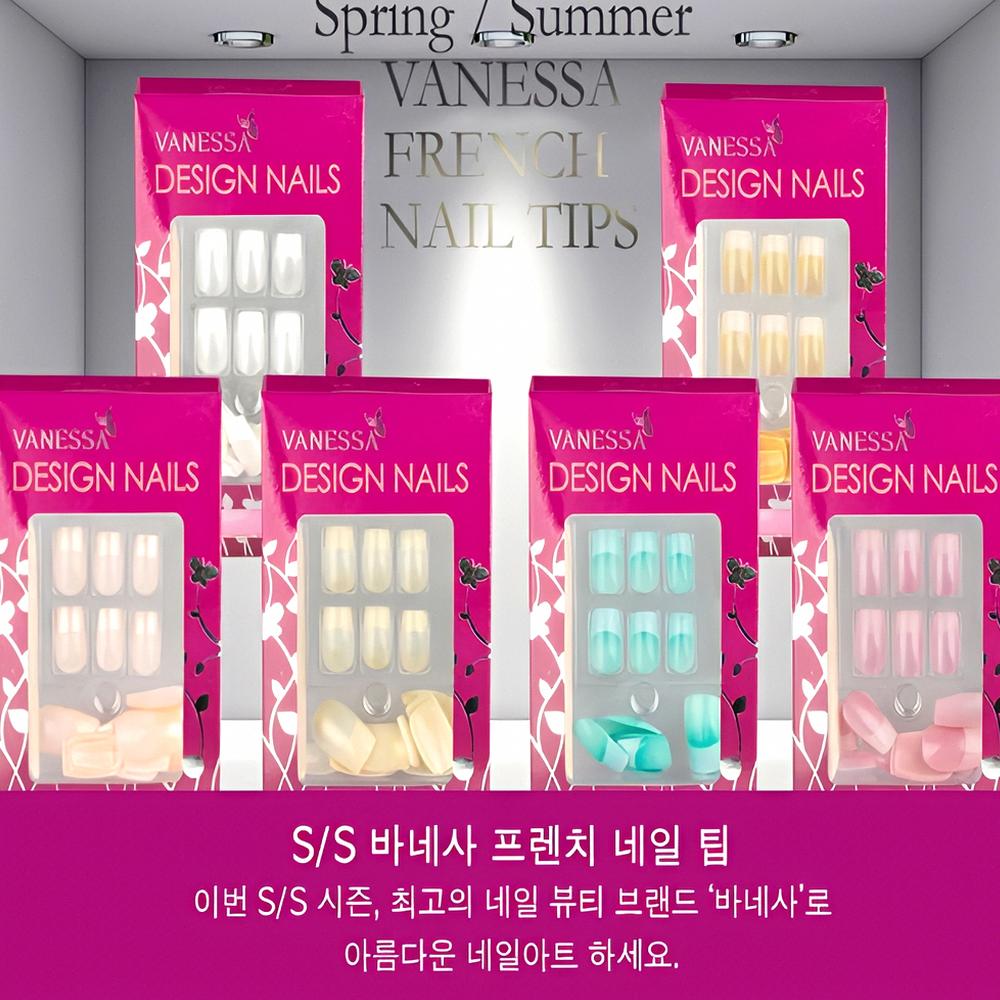 Spring / Summer
VANESSA
FRENCH
NAIL TIPS
VANESSA
DESIGN NAILS
VANESSA
DESIGN NAILS
VANESSA
DESIGN NAILS
VANESSA
DESIGN NAILS
VANESSA
DESIGN NAILS
VANESSA
DESIGN NAILS
S/S 바네사 프렌치 네일 팁
이번 S/S 시즌, 최고의 네일 뷰티 브랜드 ‘바네사’로
아름다운 네일아트 하세요.